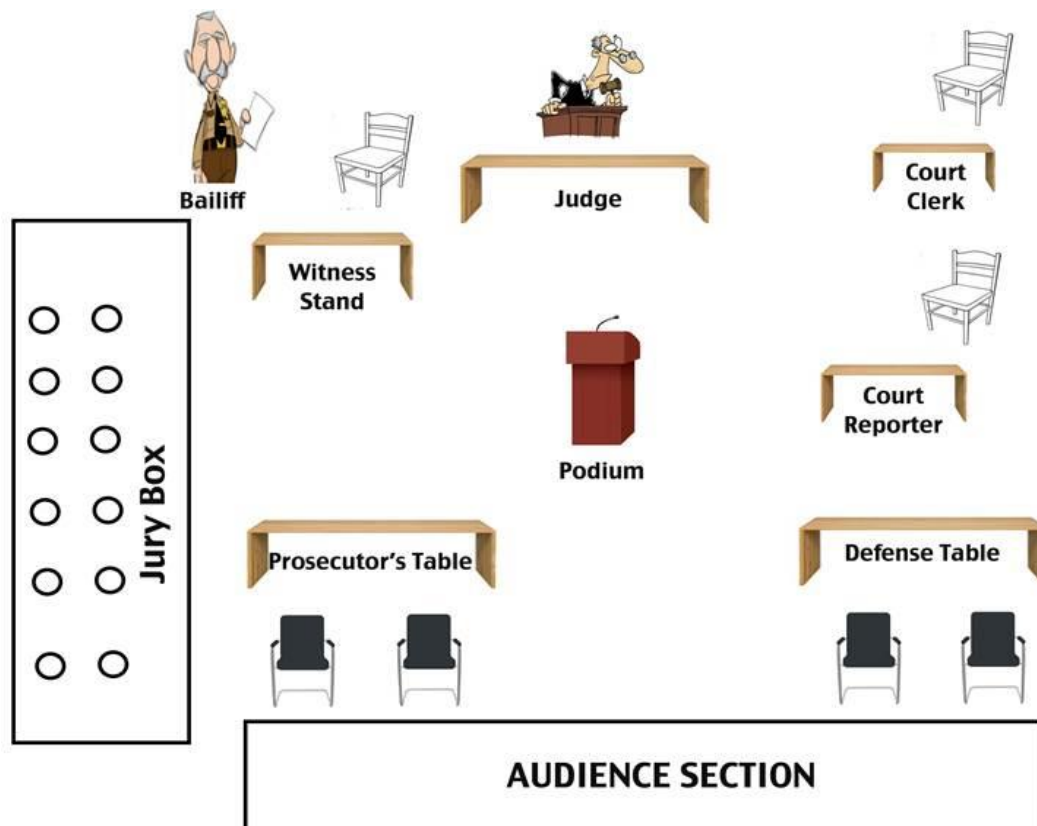 Bailiff
Judge
Court
Clerk
Witness
Stand
Court
Reporter
Podium
Jury Box
Prosecutor's Table
Defense Table
AUDIENCE SECTION